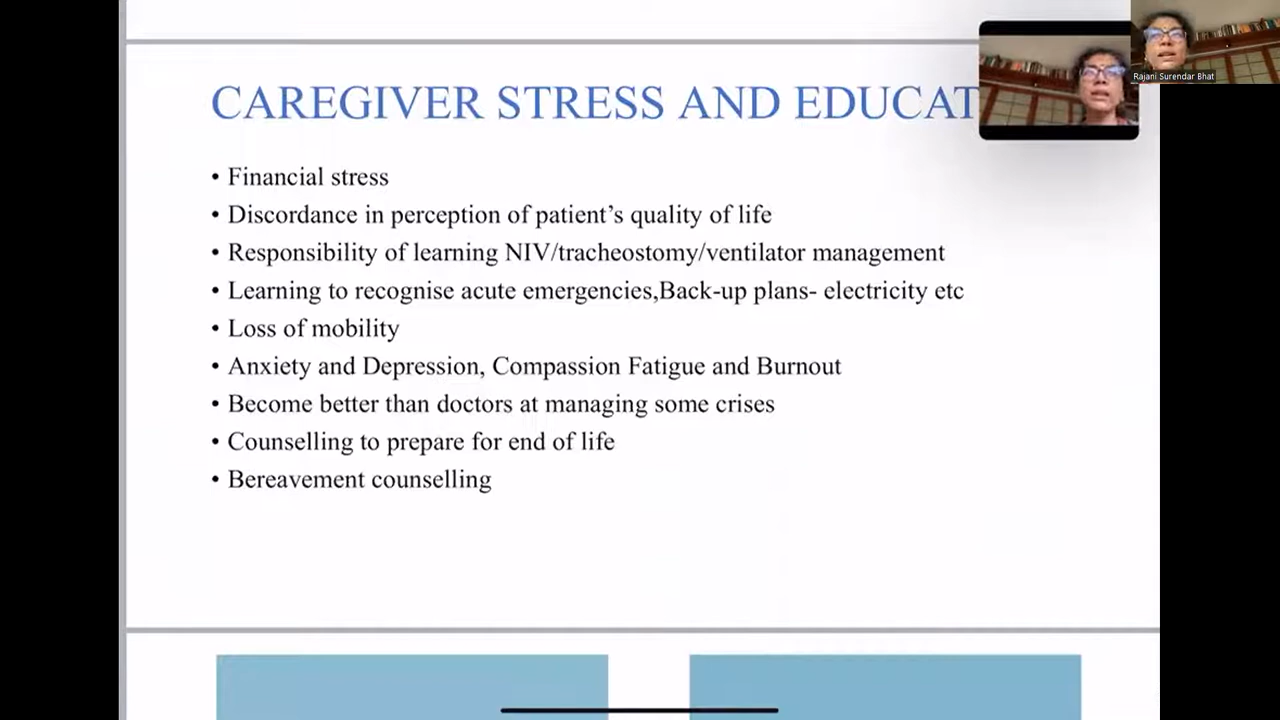 CAREGIVER STRESS AND EDUCAT
Rajani Surendar Bhat
• Financial stress
• Discordance in perception of patient’s quality of life
• Responsibility of learning NIV/tracheostomy/ventilator management
• Learning to recognise acute emergencies,Back-up plans- electricity etc
• Loss of mobility
• Anxiety and Depression, Compassion Fatigue and Burnout
• Become better than doctors at managing some crises
• Counselling to prepare for end of life
• Bereavement counselling